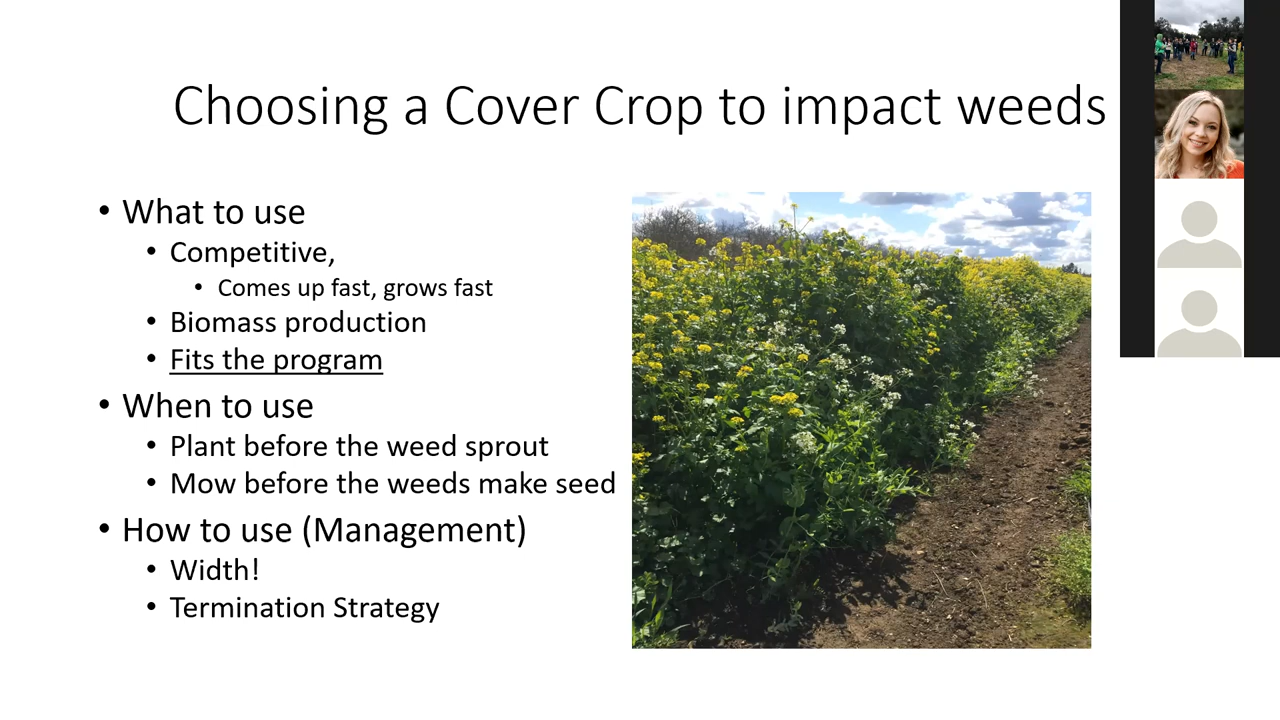 Choosing a Cover Crop to impact weeds
• What to use
• Competitive,
• Comes up fast, grows fast
• Biomass production
• Fits the program
• When to use
• Plant before the weed sprout
• Mow before the weeds make seed
• How to use (Management)
• Width!
• Termination Strategy